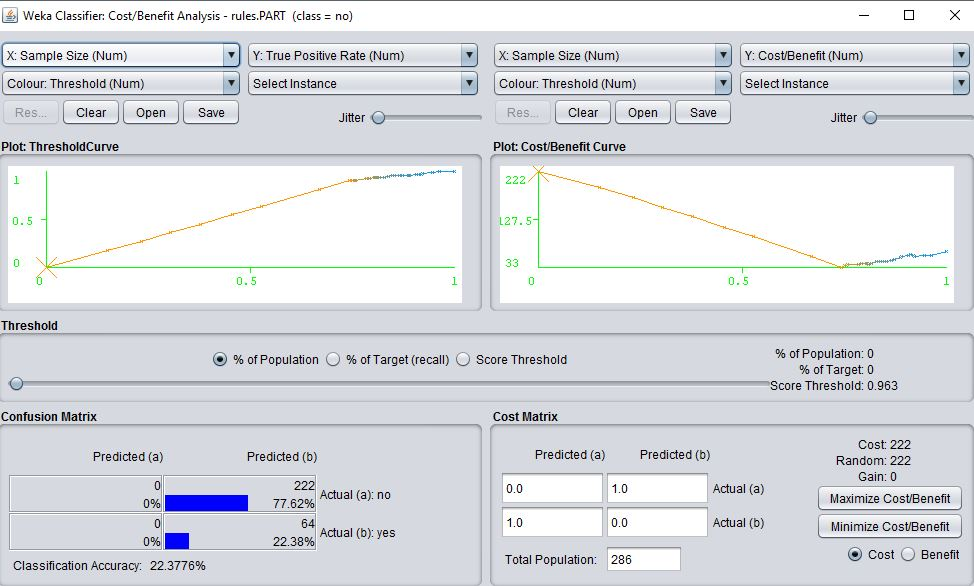 Weka Classifier: Cost/Benefit Analysis - rules.PART (class = no)
X: Sample Size (Num)
Y: True Positive Rate (Num)
X: Sample Size (Num)
Y: Cost/Benefit (Num)
Colour: Threshold (Num)
Select Instance
Colour: Threshold (Num)
Select Instance
Res...
Clear
Open
Save
Jitter
Res...
Clear
Open
Save
Jitter
Plot: ThresholdCurve
Plot: Cost/Benefit Curve
1
0.5
0
0
0.5
1
222
127.5
33
0
0.5
1
Threshold
% of Population
% of Target (recall)
Score Threshold
% of Population: 0
% of Target: 0
Score Threshold: 0.963
Confusion Matrix
Predicted (a) Predicted (b)
0 222 Actual (a): no
0% 77.62%
0 64 Actual (b): yes
0% 22.38%
Classification Accuracy: 22.3776%
Cost Matrix
Predicted (a) Predicted (b)
0.0 1.0 Actual (a)
1.0 0.0 Actual (b)
Total Population: 286
Cost: 222
Random: 222
Gain: 0
Maximize Cost/Benefit
Minimize Cost/Benefit
Cost
Benefit